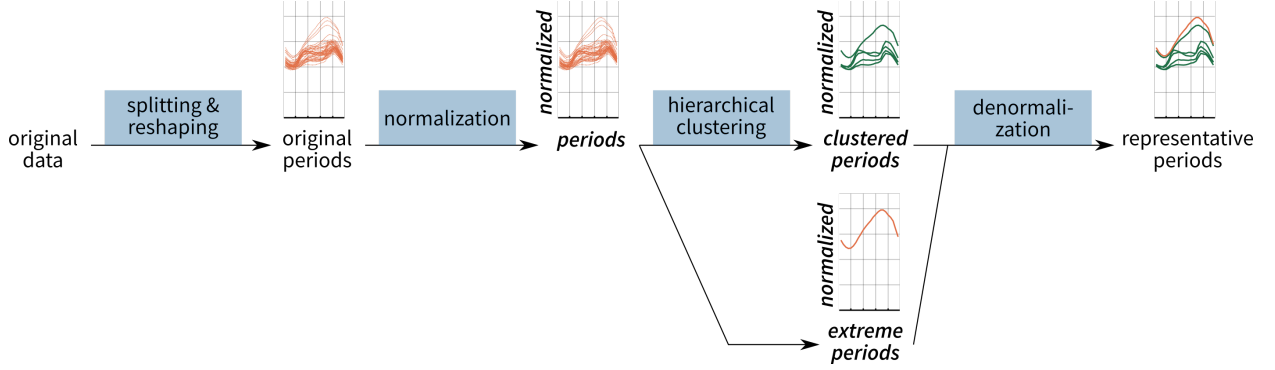 original
data
splitting &
reshaping
original
periods
normalization
normalized
periods
hierarchical
clustering
normalized
clustered
periods
normalized
extreme
periods
denormali-
zation
representative
periods